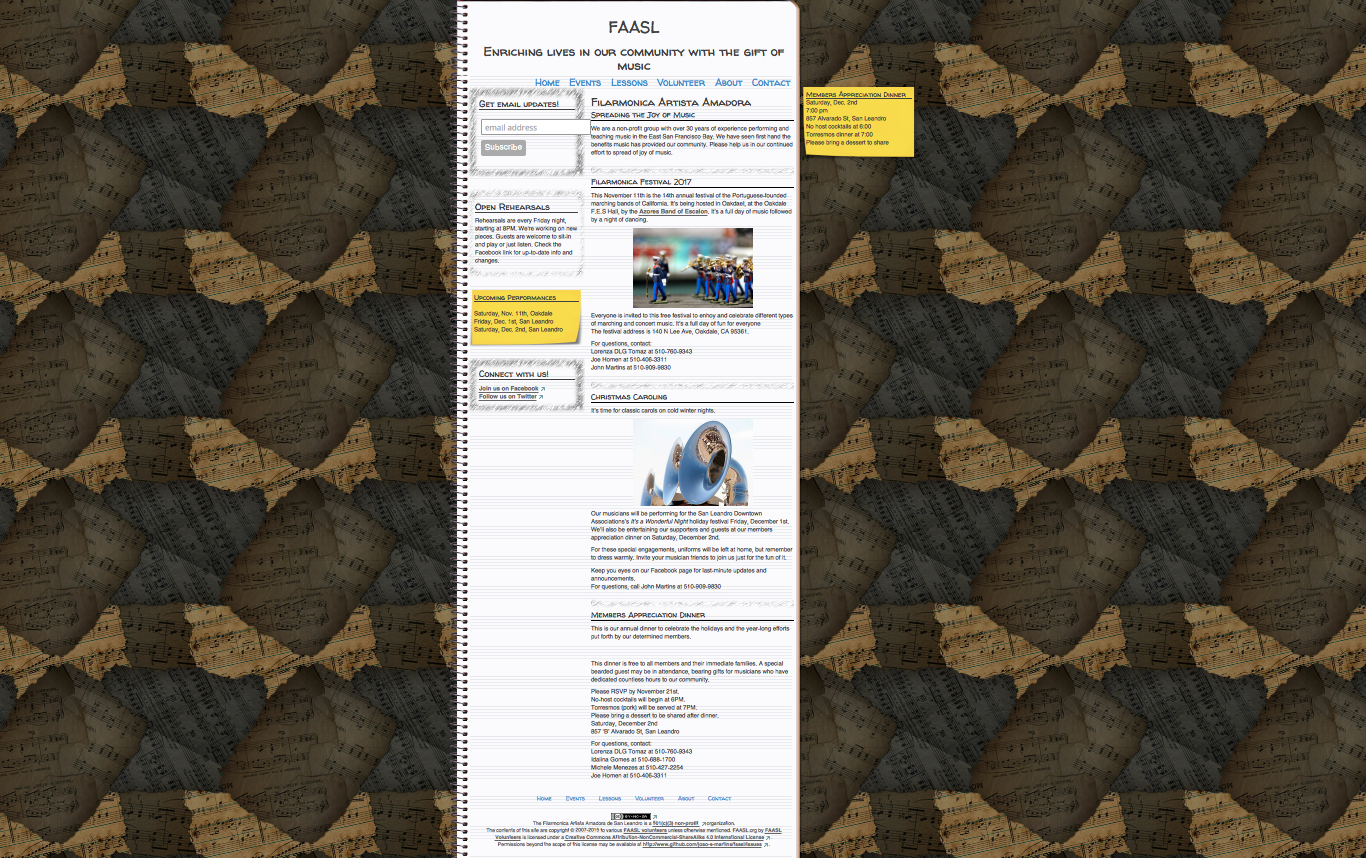 FAASL
Enriching lives in our community with the gift of
music
Home Events Lessons Volunteer About Contact
Get email updates!
email address
Subscribe
Open Rehearsals
Rehearsals are every Friday night,
starting at 8PM. We're working on new
pieces. Guests are welcome to sit-in
and play or just listen. Check the
Facebook link for up-to-date info and
changes.
Upcoming Performances
Saturday, Nov. 11th, Oakdale
Friday, Dec. 1st, San Leandro
Saturday, Dec. 2nd, San Leandro
Connect with us!
Join us on Facebook
Follow us on Twitter
Filarmonica Artista Amadora
Spreading the Joy of Music
We are a non-profit group with over 30 years of experience performing and
teaching music in the East San Francisco Bay. We have seen first hand the
benefits music has provided our community. Please help us in our continued
effort to spread of joy of music.
Filarmonica Festival 2017
This November 11th is the 14th annual festival of the Portuguese-founded
marching bands of California. It's being hosted in Oakdael, at the Oakdale
F.E.S Hall, by the Azores Band of Escalon. It's a full day of music followed
by a night of dancing.
Everyone is invited to this free festival to enhoy and celebrate different types
of marching and concert music. It's a full day of fun for everyone
The festival address is 140 N Lee Ave, Oakdale, CA 95361.
For questions, contact:
Lorenza DLG Tomaz at 510-760-9343
Joe Homen at 510-406-3311
John Martins at 510-909-9830
Christmas Caroling
It's time for classic carols on cold winter nights.
Our musicians will be performing for the San Leandro Downtown
Associations's It's a Wonderful Night holiday festival Friday, December 1st.
We'll also be entertaining our supporters and guests at our members
appreciation dinner on Saturday, December 2nd.
For these special engagements, uniforms will be left at home, but remember
to dress warmly. Invite your musician friends to join us just for the fun of it.
Keep you eyes on our Facebook page for last-minute updates and
announcements.
For questions, call John Martins at 510-909-9830
Members Appreciation Dinner
This is our annual dinner to celebrate the holidays and the year-long efforts
put forth by our determined members.
This dinner is free to all members and their immediate families. A special
bearded guest may be in attendance, bearing gifts for musicians who have
dedicated countless hours to our community.
Please RSVP by November 21st.
No-host cocktails will begin at 6PM.
Torresmos (pork) will be served at 7PM.
Please bring a dessert to be shared after dinner.
Saturday, December 2nd
857 'B' Alvarado St, San Leandro
For questions, contact:
Lorenza DLG Tomaz at 510-760-9343
Idalina Gomes at 510-688-1700
Michele Menezes at 510-427-2254
Joe Homen at 510-406-3311
Members Appreciation Dinner
Saturday, Dec. 2nd
7:00 pm
857 Alvarado St, San Leandro
No host cocktails at 6:00
Torresmos dinner at 7:00
Please bring a dessert to share
Home Events Lessons Volunteer About Contact
BY-NC-SA
The Filarmonica Artista Amadora de San Leandro is a 501(c)(3) non-profit organization.
The contents of this site are copyright © 2007-2015 to various FAASL volunteers unless otherwise mentioned. FAASL.org by FAASL
Volunteers is licensed under a Creative Commons Attribution-NonCommercial-ShareAlike 4.0 International License
Permissions beyond the scope of this license may be available at